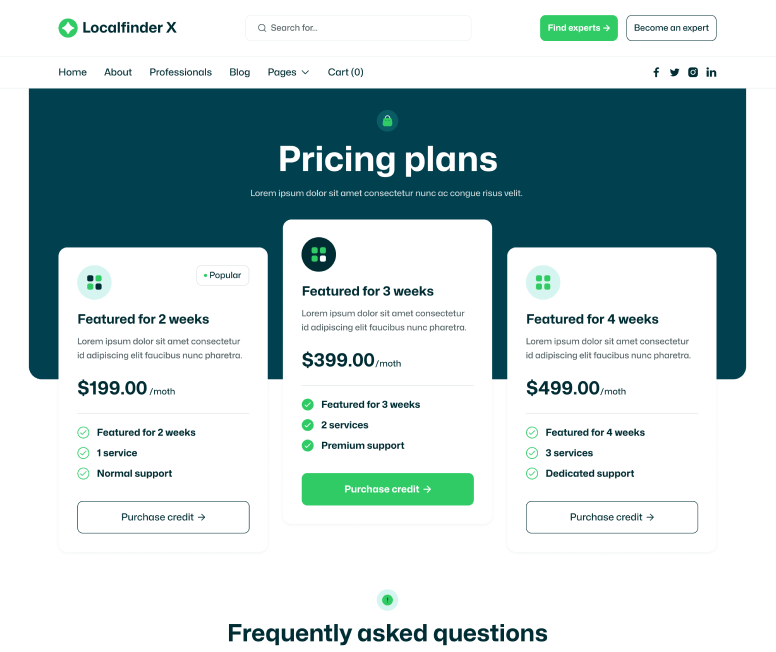 Localfinder X
Search for...
Find experts →
Become an expert
Home
About
Professionals
Blog
Pages
Cart (0)
Pricing plans
Lorem ipsum dolor sit amet consectetur nunc ac congue risus velit.
Popular
Featured for 2 weeks
Lorem ipsum dolor sit amet consectetur
id adipiscing elit faucibus nunc pharetra.
$199.00 /moth
Featured for 2 weeks
1 service
Normal support
Purchase credit →
Featured for 3 weeks
Lorem ipsum dolor sit amet consectetur
id adipiscing elit faucibus nunc pharetra.
$399.00 /moth
Featured for 3 weeks
2 services
Premium support
Purchase credit →
Featured for 4 weeks
Lorem ipsum dolor sit amet consectetur
id adipiscing elit faucibus nunc pharetra.
$499.00 /moth
Featured for 4 weeks
3 services
Dedicated support
Purchase credit →
Frequently asked questions